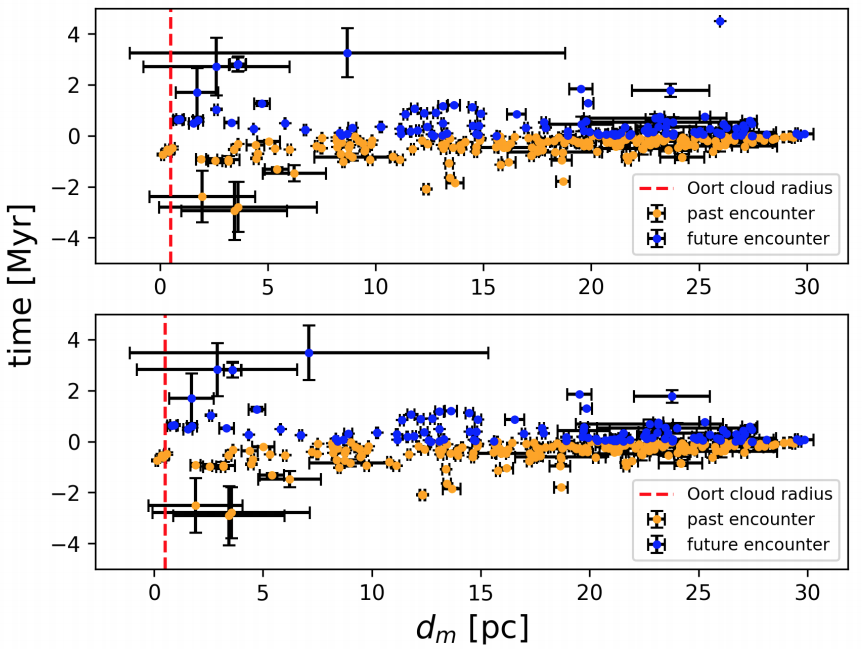 4
2
0
−2
−4
0 5 10 15 20 25 30
Oort cloud radius
past encounter
future encounter
time [Myr]
4
2
0
−2
−4
0 5 10 15 20 25 30
Oort cloud radius
past encounter
future encounter
d_m [pc]